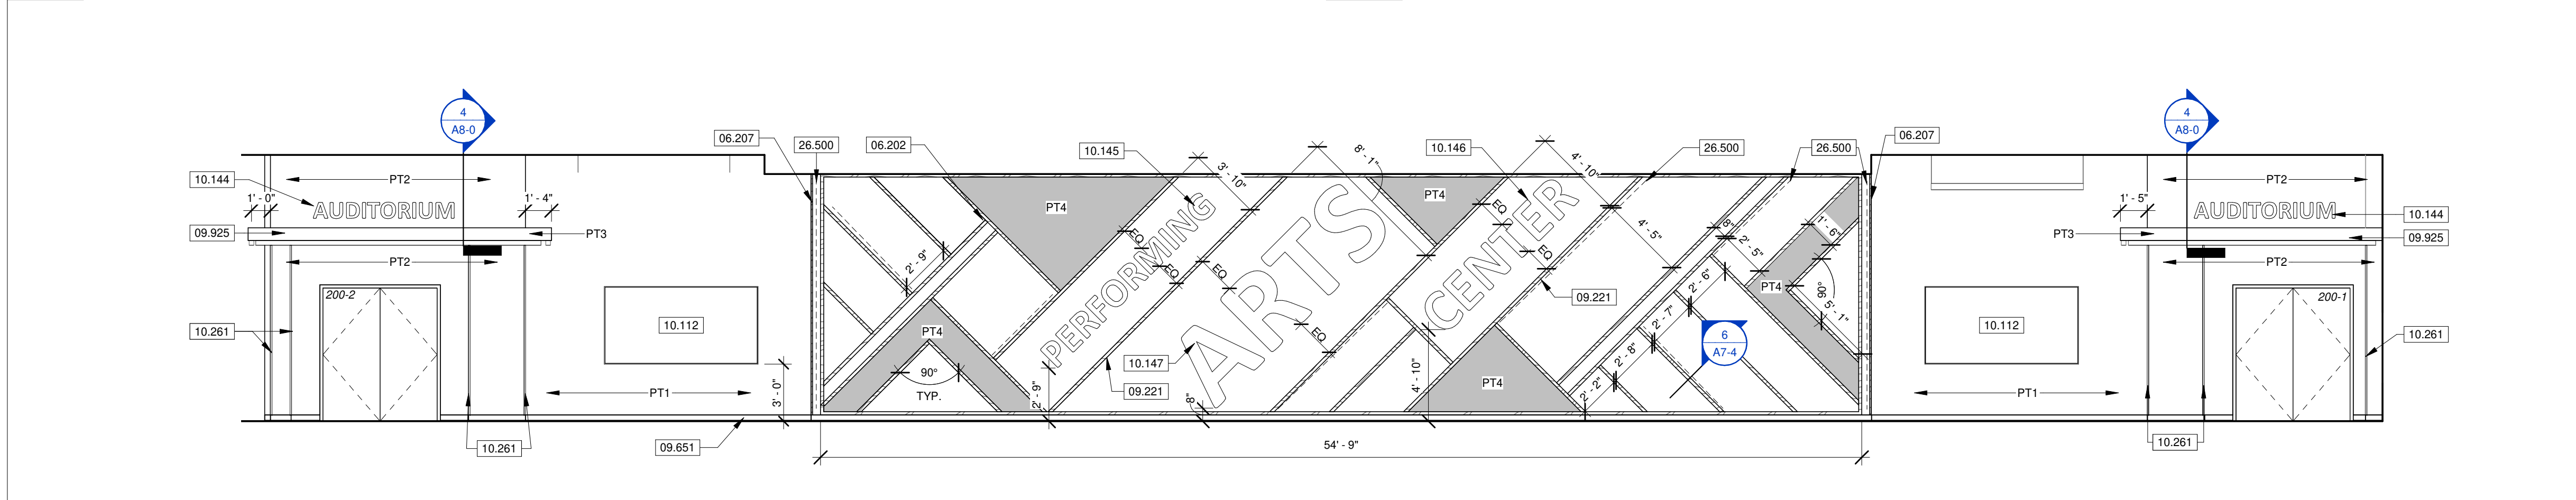 4
A8-0
4
A8-0
06.207
26.500
06.202
10.145
10.146
26.500
26.500
06.207
10.144
PT2
1' - 0"
AUDITORIUM
1' - 4"
09.925
PT3
PT2
200-2
10.261
10.112
PT1
3' - 0"
10.261
09.651
2' - 9"
PT4
PT4
90°
TYP.
2' - 9"
3' - 10"
PERFORMING
EQ
EQ
EQ
EQ
10.147
09.221
8"
ARTS
8' - 1"
PT4
CENTER
EQ
EQ
4' - 10"
09.221
4' - 10"
PT4
4' - 5"
8"
2' - 5"
1' - 6"
2' - 6"
2' - 7"
2' - 8"
2' - 2"
PT4
90°
5' - 1"
6
A7-4
54' - 9"
PT2
1' - 5"
AUDITORIUM
10.144
PT3
09.925
PT2
10.112
200-1
10.261
PT1
10.261